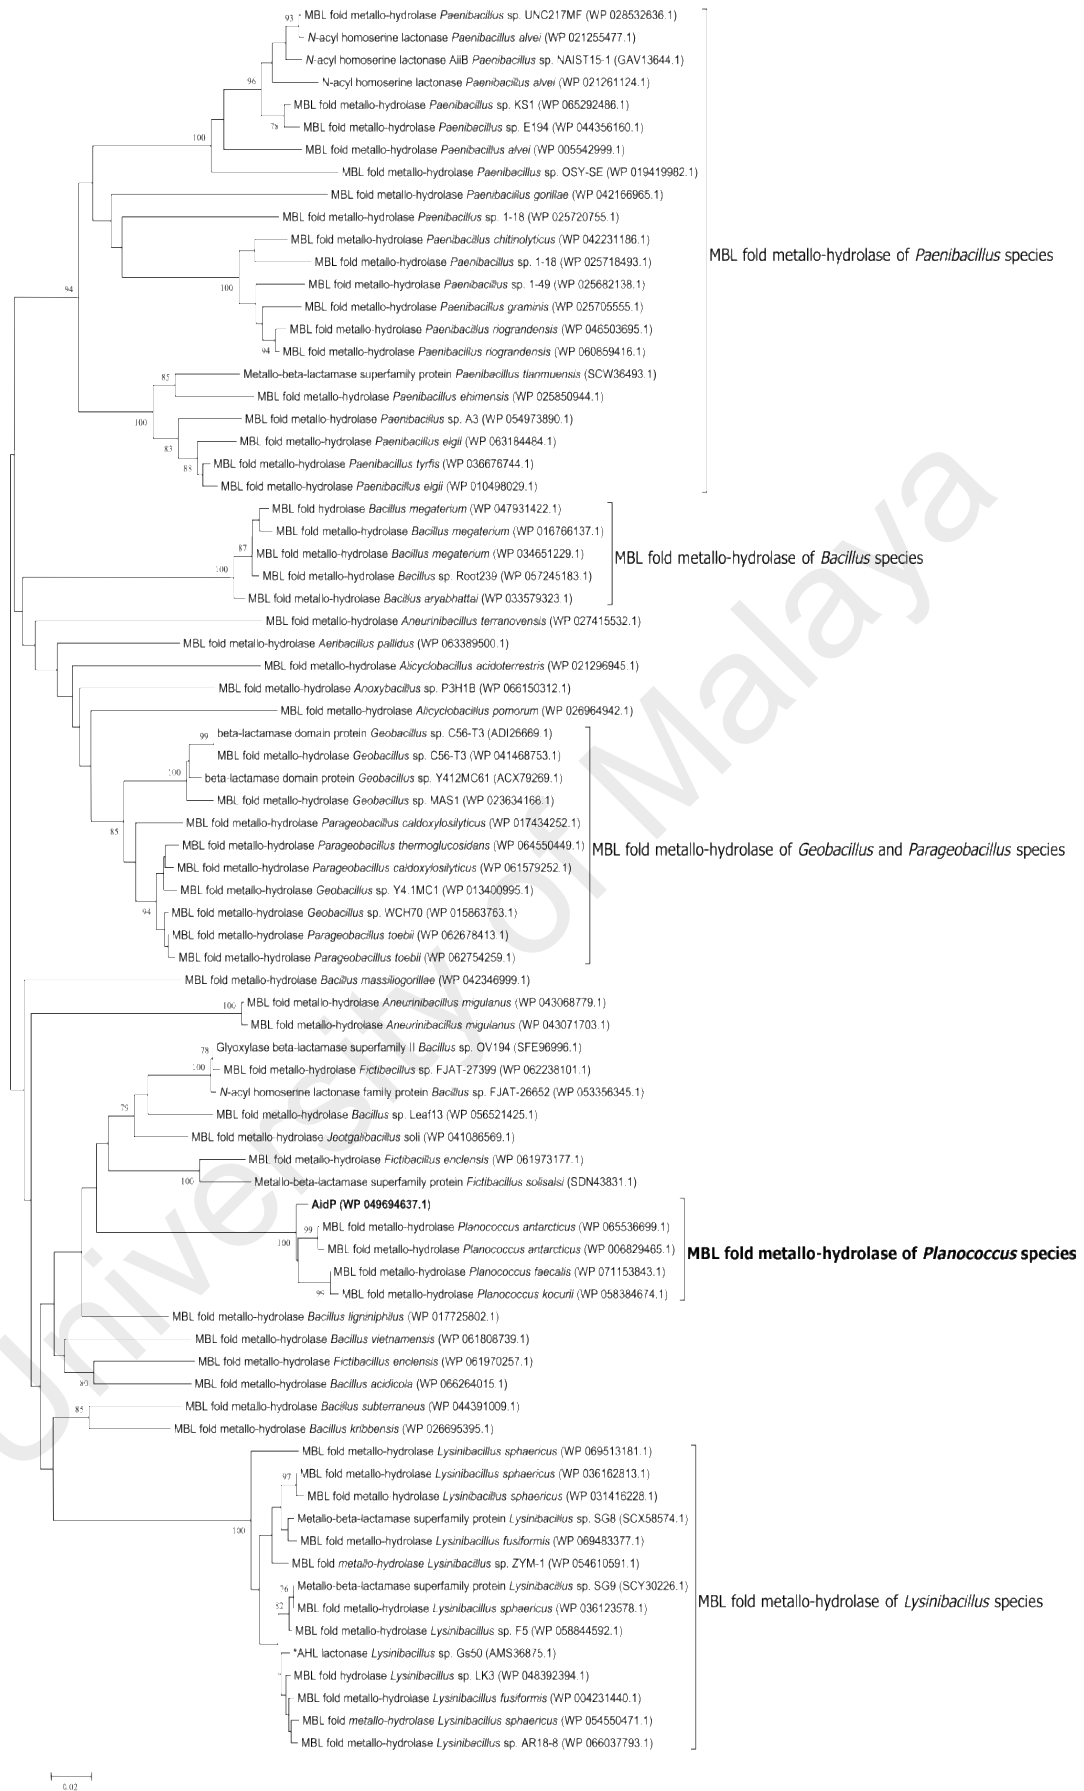 93 MBL fold metallo-hydrolase Paenibacillus sp. UNC217MF (WP 028532636.1)
N-acyl homoserine lactonase Paenibacillus alvei (WP 021255477.1)
N-acyl homoserine lactonase AiiB Paenibacillus sp. NAIST15-1 (GAV13644.1)
N-acyl homoserine lactonase Paenibacillus alvei (WP 021261124.1)
96
MBL fold metallo-hydrolase Paenibacillus sp. KS1 (WP 065292486.1)
78 MBL fold metallo-hydrolase Paenibacillus sp. E194 (WP 044356160.1)
100
MBL fold metallo-hydrolase Paenibacillus alvei (WP 005542999.1)
MBL fold metallo-hydrolase Paenibacillus sp. OSY-SE (WP 019419982.1)
MBL fold metallo-hydrolase Paenibacillus gorillae (WP 042166965.1)
MBL fold metallo-hydrolase Paenibacillus sp. 1-18 (WP 025720755.1)
MBL fold metallo-hydrolase Paenibacillus chitinolyticus (WP 042231186.1)
MBL fold metallo-hydrolase of Paenibacillus species
MBL fold metallo-hydrolase Paenibacillus sp. 1-18 (WP 025718493.1)
100 MBL fold metallo-hydrolase Paenibacillus sp. 1-49 (WP 025682138.1)
94
MBL fold metallo-hydrolase Paenibacillus graminis (WP 025705555.1)
MBL fold metallo-hydrolase Paenibacillus riograndensis (WP 046503695.1)
94 MBL fold metallo-hydrolase Paenibacillus riograndensis (WP 060859416.1)
85 Metallo-beta-lactamase superfamily protein Paenibacillus tianmuensis (SCW36493.1)
MBL fold metallo-hydrolase Paenibacillus ehimensis (WP 025850944.1)
100 MBL fold metallo-hydrolase Paenibacillus sp. A3 (WP 054973890.1)
83 MBL fold metallo-hydrolase Paenibacillus elgii (WP 063184484.1)
88 MBL fold metallo-hydrolase Paenibacillus tyrfis (WP 036676744.1)
MBL fold metallo-hydrolase Paenibacillus elgii (WP 010498029.1)
MBL fold hydrolase Bacillus megaterium (WP 047931422.1)
MBL fold metallo-hydrolase Bacillus megaterium (WP 016766137.1)
87 MBL fold metallo-hydrolase Bacillus megaterium (WP 034651229.1)
MBL fold metallo-hydrolase of Bacillus species
100 MBL fold metallo-hydrolase Bacillus sp. Root239 (WP 057245183.1)
MBL fold metallo-hydrolase Bacillus aryabhattai (WP 033579323.1)
MBL fold metallo-hydrolase Aneurinibacillus terranovensis (WP 027415532.1)
MBL fold metallo-hydrolase Aeribacillus pallidus (WP 063389500.1)
MBL fold metallo-hydrolase Alicyclobacillus acidoterrestris (WP 021296945.1)
MBL fold metallo-hydrolase Anoxybacillus sp. P3H1B (WP 066150312.1)
MBL fold metallo-hydrolase Alicyclobacillus pomorum (WP 026964942.1)
99 beta-lactamase domain protein Geobacillus sp. C56-T3 (ADI26669.1)
MBL fold metallo-hydrolase Geobacillus sp. C56-T3 (WP 041468753.1)
100 beta-lactamase domain protein Geobacillus sp. Y412MC61 (ACX79269.1)
MBL fold metallo-hydrolase Geobacillus sp. MAS1 (WP 023634166.1)
85 MBL fold metallo-hydrolase Parageobacillus caldoxylosilyticus (WP 017434252.1)
MBL fold metallo-hydrolase Parageobacillus thermoglucosidans (WP 064550449.1)
MBL fold metallo-hydrolase of Geobacillus and Parageobacillus species
MBL fold metallo-hydrolase Parageobacillus caldoxylosilyticus (WP 061579252.1)
MBL fold metallo-hydrolase Geobacillus sp. Y4.1MC1 (WP 013400995.1)
94 MBL fold metallo-hydrolase Geobacillus sp. WCH70 (WP 015863763.1)
MBL fold metallo-hydrolase Parageobacillus toebii (WP 062678413.1)
MBL fold metallo-hydrolase Parageobacillus toebii (WP 062754259.1)
MBL fold metallo-hydrolase Bacillus massiliogorillae (WP 042346999.1)
100 MBL fold metallo-hydrolase Aneurinibacillus migulanus (WP 043068779.1)
MBL fold metallo-hydrolase Aneurinibacillus migulanus (WP 043071703.1)
78 Glyoxylase beta-lactamase superfamily II Bacillus sp. OV194 (SFE96996.1)
100 MBL fold metallo-hydrolase Fictibacillus sp. FJAT-27399 (WP 062238101.1)
N-acyl homoserine lactonase family protein Bacillus sp. FJAT-26652 (WP 053356345.1)
79 MBL fold metallo-hydrolase Bacillus sp. Leaf13 (WP 056521425.1)
MBL fold metallo-hydrolase Jeotgalibacillus soli (WP 041086569.1)
MBL fold metallo-hydrolase Fictibacillus enclensis (WP 061973177.1)
100 Metallo-beta-lactamase superfamily protein Fictibacillus solisalsi (SDN43831.1)
AidP (WP 049694637.1)
99 MBL fold metallo-hydrolase Planococcus antarcticus (WP 065536699.1)
100 MBL fold metallo-hydrolase Planococcus antarcticus (WP 006829465.1)
MBL fold metallo-hydrolase of Planococcus species
MBL fold metallo-hydrolase Planococcus faecalis (WP 071153843.1)
99 MBL fold metallo-hydrolase Planococcus kocurii (WP 058384674.1)
MBL fold metallo-hydrolase Bacillus ligniniphilus (WP 017725802.1)
MBL fold metallo-hydrolase Bacillus vietnamensis (WP 061808739.1)
MBL fold metallo-hydrolase Fictibacillus enclensis (WP 061970257.1)
80 MBL fold metallo-hydrolase Bacillus acidicola (WP 066264015.1)
85 MBL fold metallo-hydrolase Bacillus subterraneus (WP 044391009.1)
MBL fold metallo-hydrolase Bacillus kribbensis (WP 026695395.1)
MBL fold metallo-hydrolase Lysinibacillus sphaericus (WP 069513181.1)
97 MBL fold metallo-hydrolase Lysinibacillus sphaericus (WP 036162813.1)
MBL fold metallo-hydrolase Lysinibacillus sphaericus (WP 031416228.1)
100 Metallo-beta-lactamase superfamily protein Lysinibacillus sp. SG8 (SCX58574.1)
MBL fold metallo-hydrolase Lysinibacillus fusiformis (WP 069483377.1)
MBL fold metallo-hydrolase Lysinibacillus sp. ZYM-1 (WP 054610591.1)
76 Metallo-beta-lactamase superfamily protein Lysinibacillus sp. SG9 (SCY30226.1)
MBL fold metallo-hydrolase of Lysinibacillus species
82 MBL fold metallo-hydrolase Lysinibacillus sphaericus (WP 036123578.1)
MBL fold metallo-hydrolase Lysinibacillus sp. F5 (WP 058844592.1)
*AHL lactonase Lysinibacillus sp. Gs50 (AMS36875.1)
MBL fold hydrolase Lysinibacillus sp. LK3 (WP 048392394.1)
MBL fold metallo-hydrolase Lysinibacillus fusiformis (WP 004231440.1)
MBL fold metallo-hydrolase Lysinibacillus sphaericus (WP 054550471.1)
MBL fold metallo-hydrolase Lysinibacillus sp. AR18-8 (WP 066037793.1)
0.02
University of Malaya